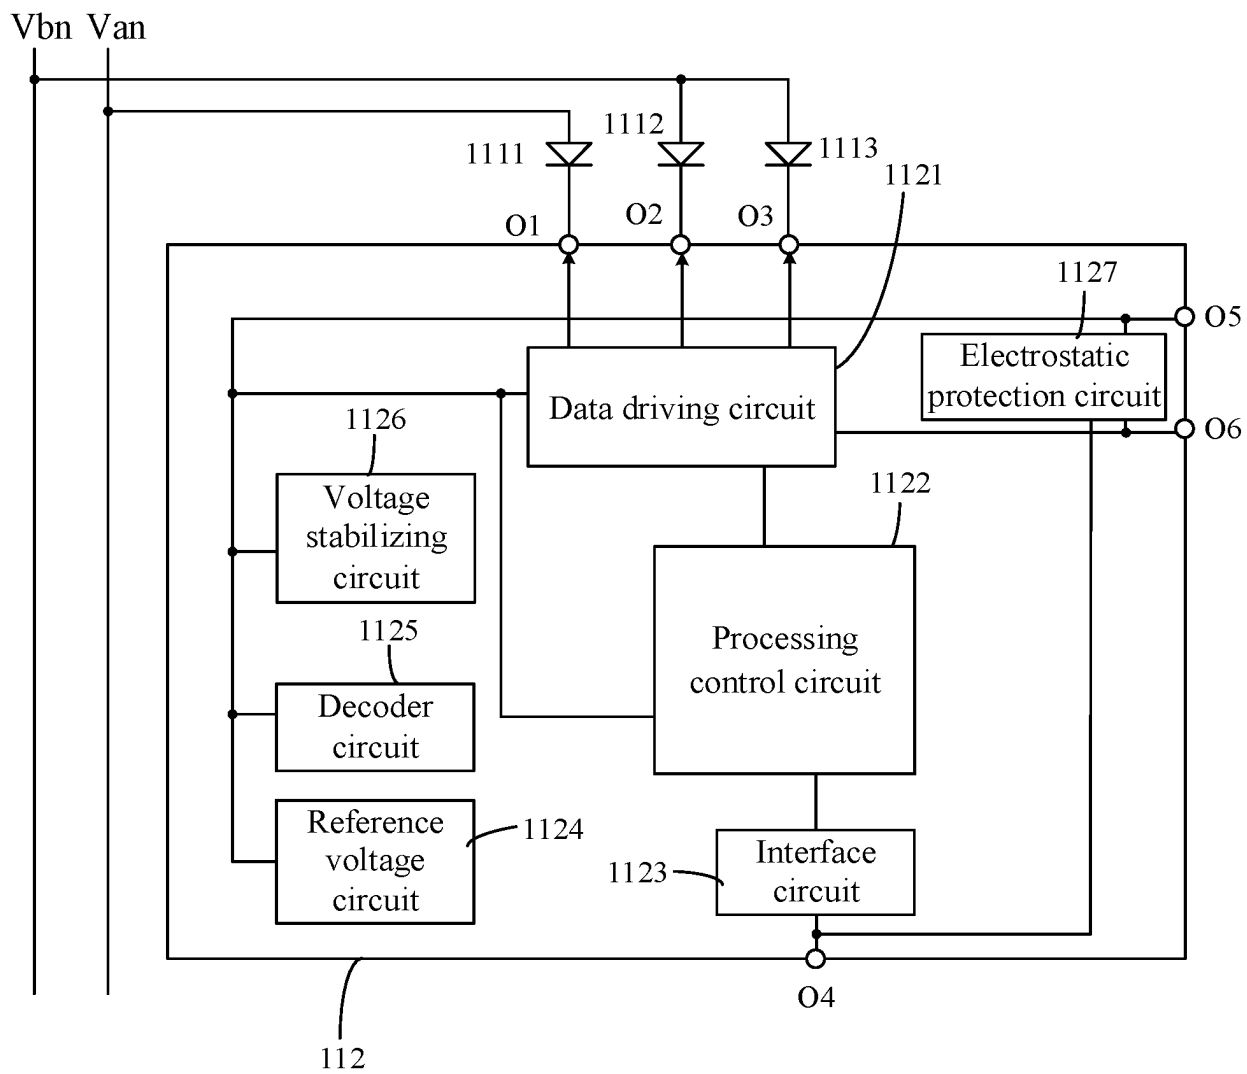 Vbn Van
1111
1112
1113
1121
O1
O2
O3
1127
O5
Electrostatic
protection circuit
Data driving circuit
O6
1126
Voltage
stabilizing
circuit
1122
Processing
control circuit
1125
Decoder
circuit
Reference
voltage
circuit
1124
Interface
circuit
1123
O4
112